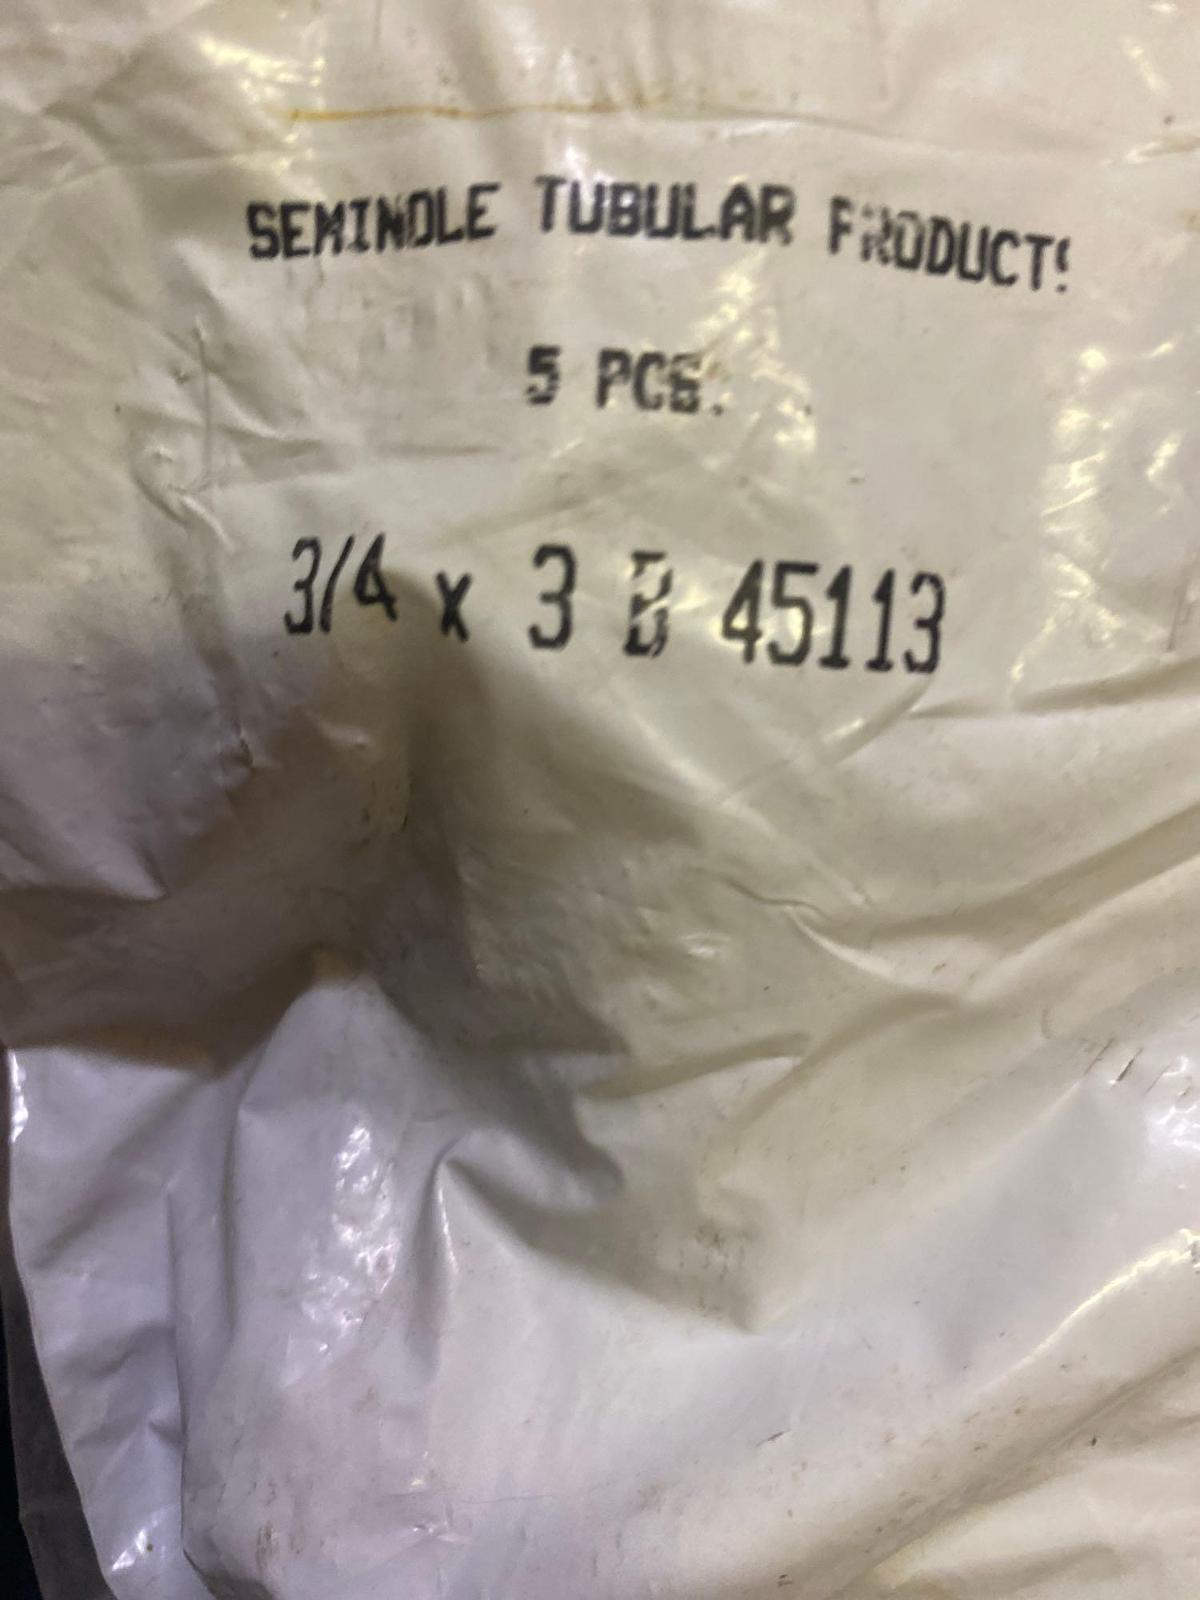 SEMINOLE TUBULAR PRODUCTS
5 PCS.
3/4 x 3 B 45113